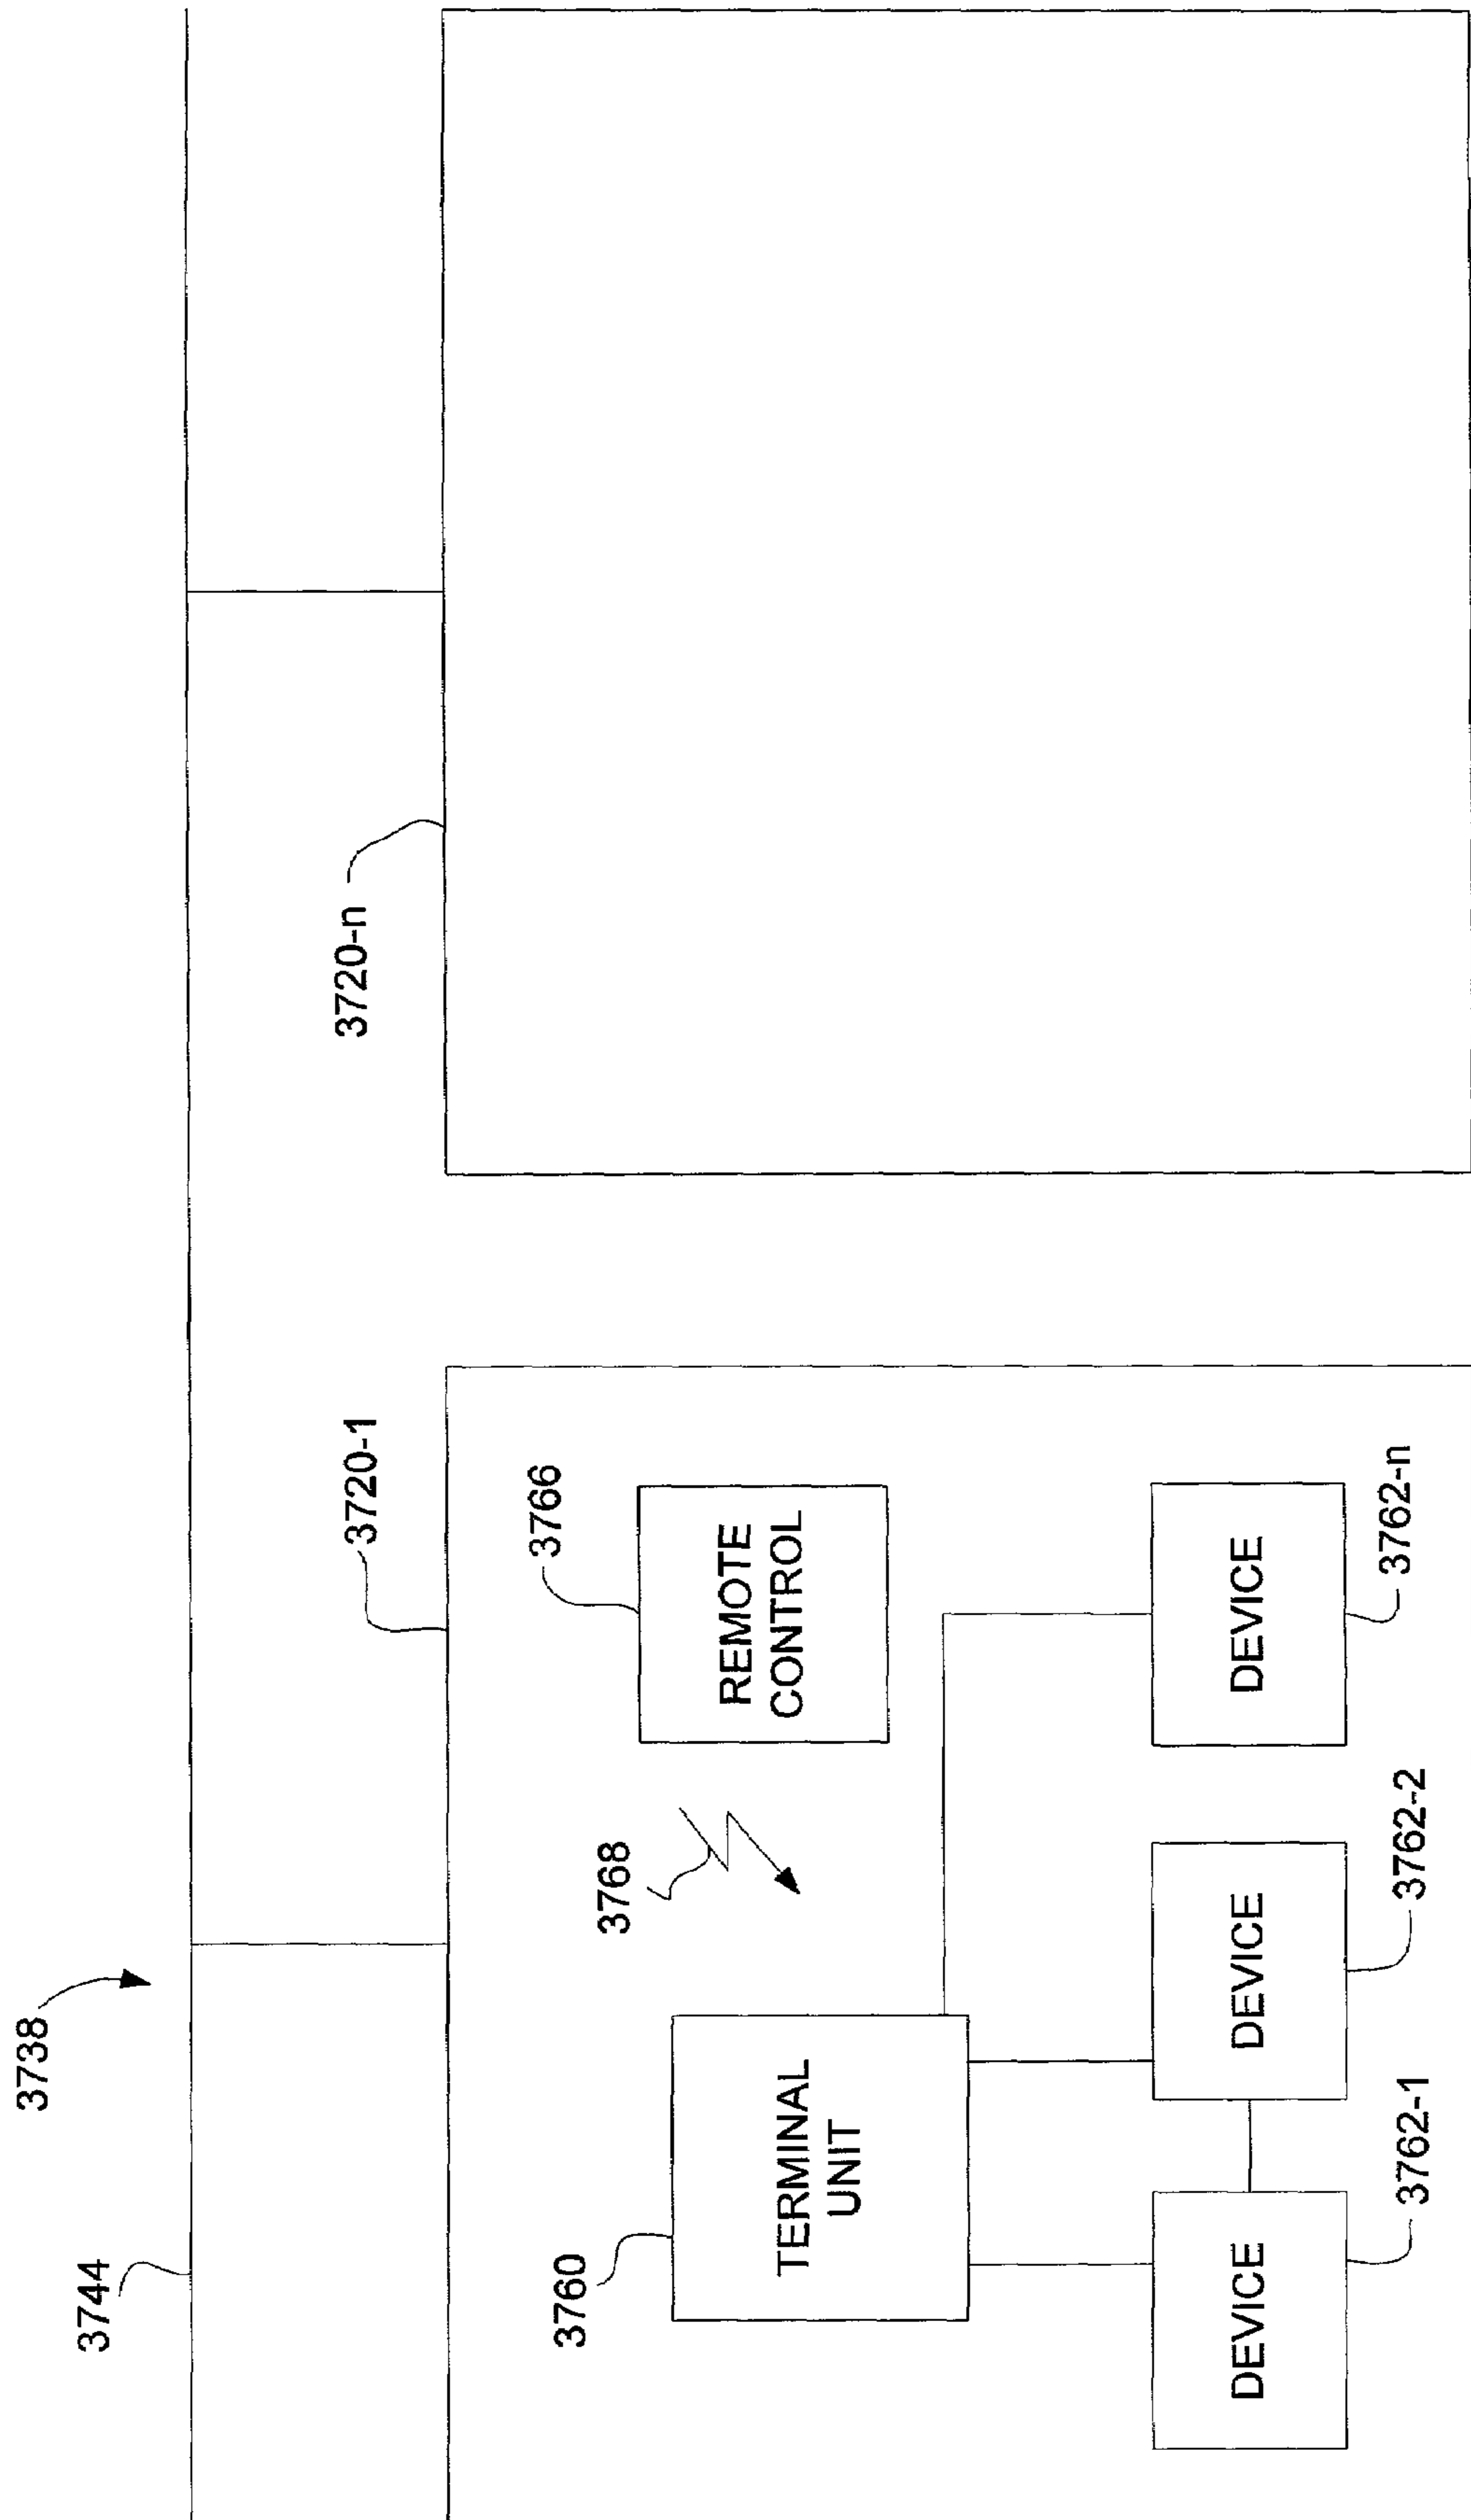 3738
3744
3720-1
3720-n
3760
TERMINAL
UNIT
3768
3766
REMOTE
CONTROL
DEVICE
3762-1
DEVICE
3762-2
DEVICE
3762-n